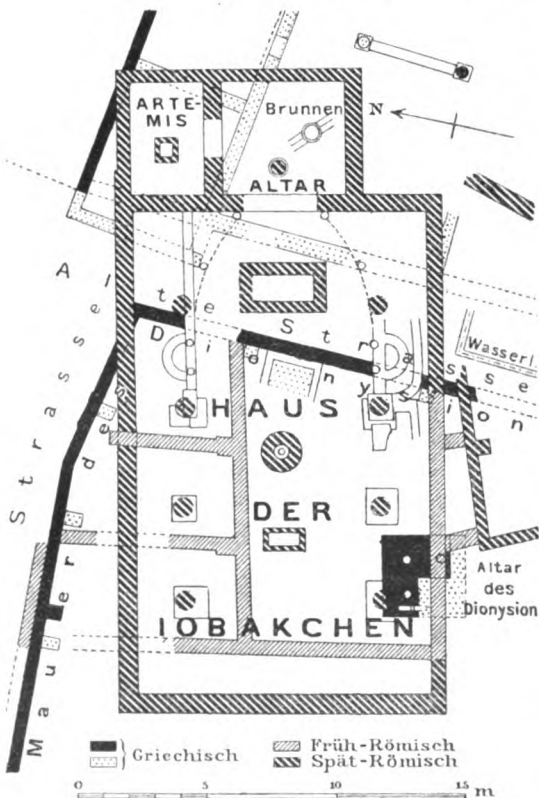 ARTE-
MIS
Brunnen
N
ALTAR
Alte Strasse
Strasse
Wasserl.
HAUS
DER
IOBAKCHEN
Altar
des
Dionysion
Mauer des Dionysion
Griechisch
Früh-Römisch
Spät-Römisch
0 5 10 15 m